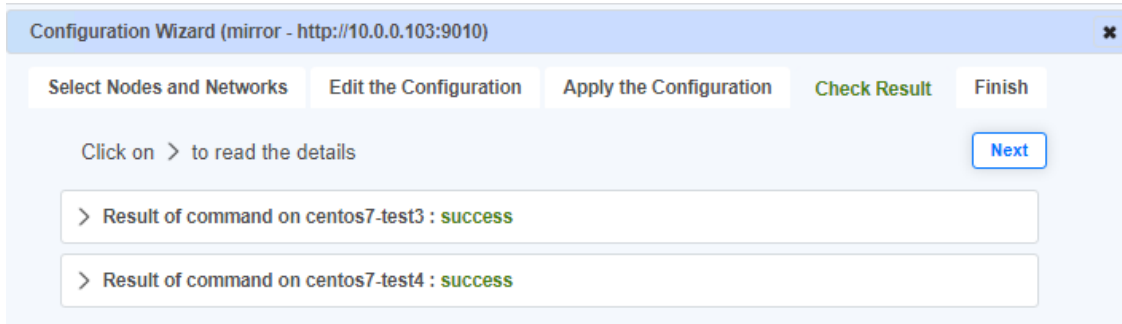 Configuration Wizard (mirror - http://10.0.0.103:9010)
Select Nodes and Networks Edit the Configuration Apply the Configuration Check Result Finish
Click on > to read the details
Next
> Result of command on centos7-test3 : success
> Result of command on centos7-test4 : success